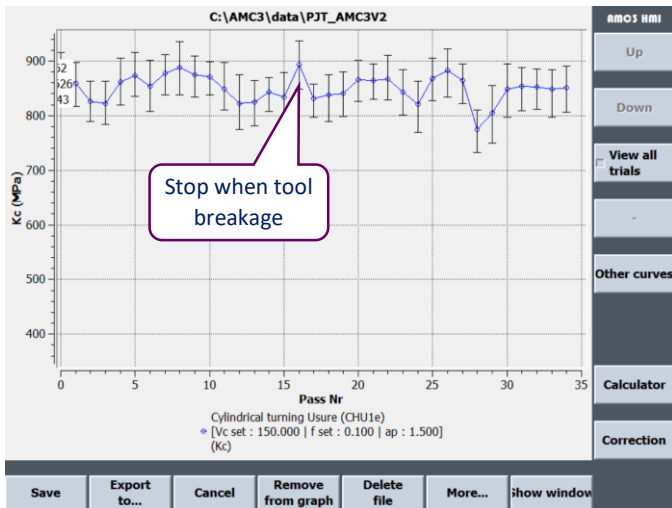 C:\AMC3\data\PJT_AMC3V2
AMC3 HMI
Up
Down
View all
trials
-
Other curves
Calculator
Correction
Kc (MPa)
900
800
700
600
500
400
Stop when tool
breakage
0 5 10 15 20 25 30 35
Pass Nr
Cylindrical turning Usure (CHU1e)
[Vc set : 150.000 | f set : 0.100 | ap : 1.500]
(Kc)
Save
Export
to...
Cancel
Remove
from graph
Delete
file
More...
Show window